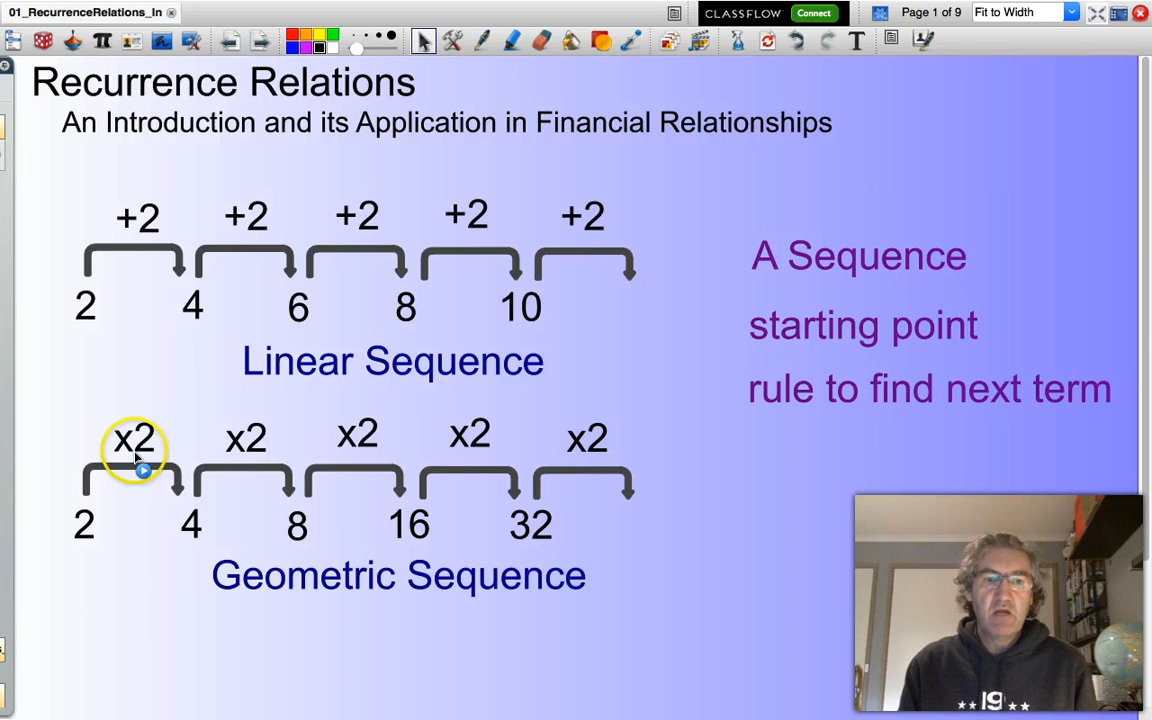 01_RecurrenceRelations_In
CLASSFLOW Connect
Page 1 of 9
Fit to Width
Recurrence Relations
An Introduction and its Application in Financial Relationships
+2 +2 +2 +2 +2
2 4 6 8 10
Linear Sequence
x2 x2 x2 x2 x2
2 4 8 16 32
Geometric Sequence
A Sequence
starting point
rule to find next term
19